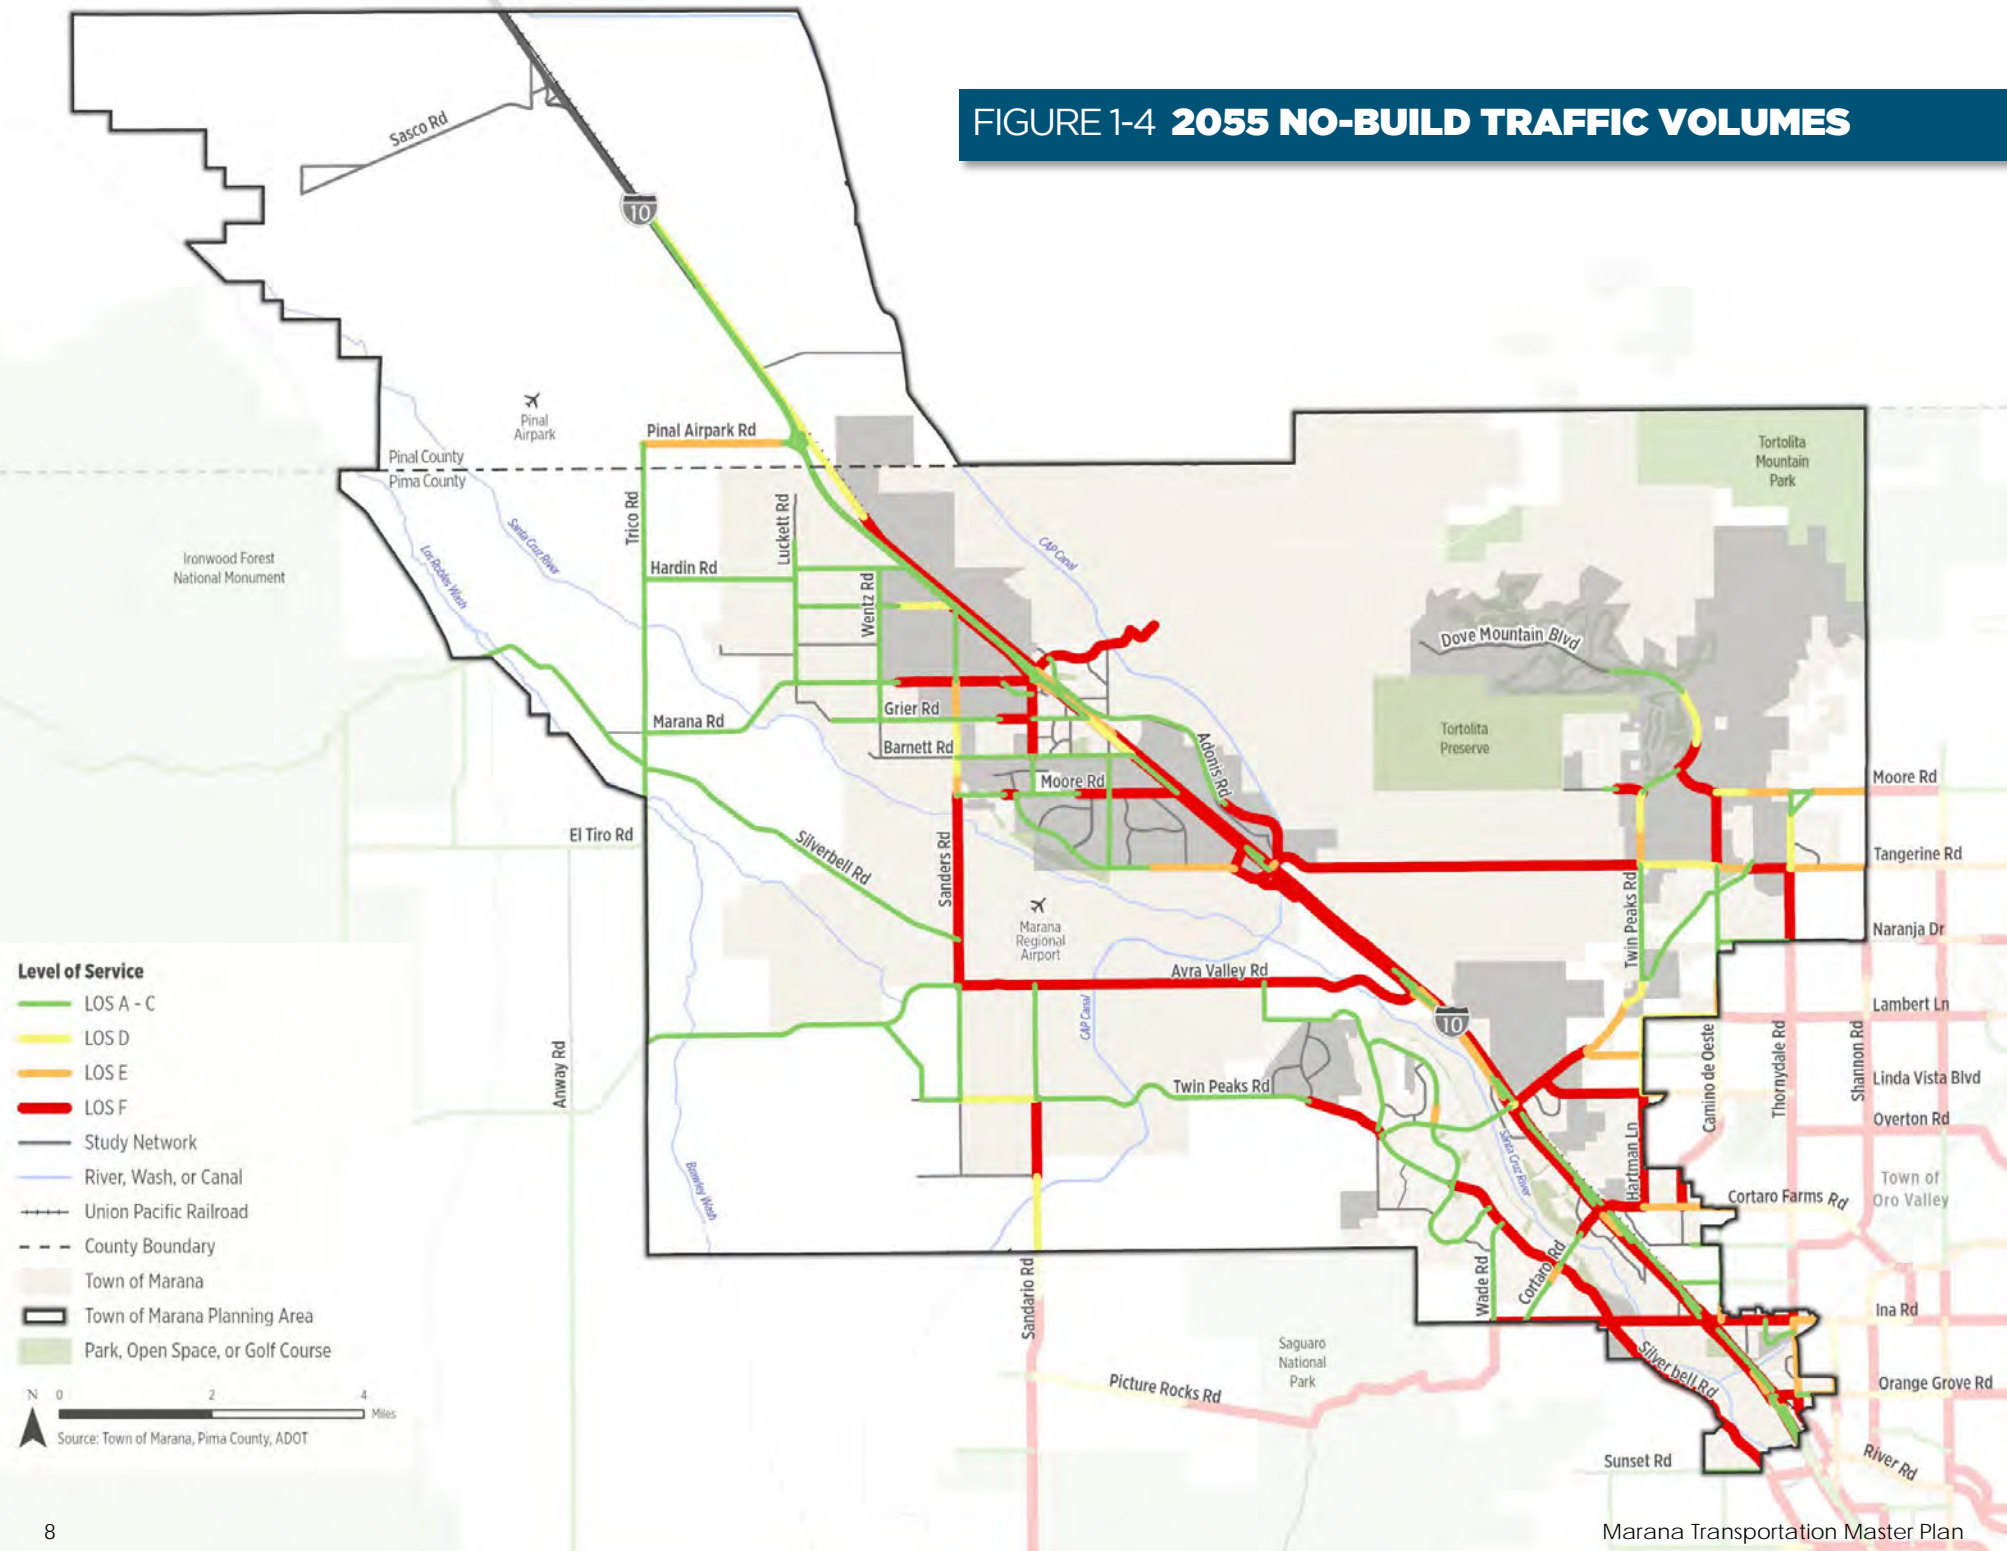 FIGURE 1-4 2055 NO-BUILD TRAFFIC VOLUMES
Sasco Rd
10
Pinal
Airpark
Pinal Airpark Rd
Pinal County
Pima County
Tortolita
Mountain
Park
Trico Rd
Luckett Rd
Santa Cruz River
Los Robles Wash
CAP Canal
Ironwood Forest
National Monument
Hardin Rd
Wentz Rd
Dove Mountain Blvd
Marana Rd
Grier Rd
Barnett Rd
Adonis Rd
Tortolita
Preserve
Moore Rd
Moore Rd
El Tiro Rd
Silverbell Rd
Sanders Rd
Tangerine Rd
Twin Peaks Rd
Marana
Regional
Airport
Naranja Dr
Avra Valley Rd
Lambert Ln
CAP Canal
10
Anway Rd
Camino de Oeste
Thornydale Rd
Shannon Rd
Twin Peaks Rd
Linda Vista Blvd
Overton Rd
Santa Cruz River
Hartman Ln
Brawley Wash
Town of
Oro Valley
Cortaro Farms Rd
Sandario Rd
Wade Rd
Cortaro Rd
Ina Rd
Saguaro
National
Park
Picture Rocks Rd
Silverbell Rd
Orange Grove Rd
Sunset Rd
River Rd
Level of Service
LOS A - C
LOS D
LOS E
LOS F
Study Network
River, Wash, or Canal
Union Pacific Railroad
County Boundary
Town of Marana
Town of Marana Planning Area
Park, Open Space, or Golf Course
N 0 2 4
Miles
Source: Town of Marana, Pima County, ADOT
8
Marana Transportation Master Plan